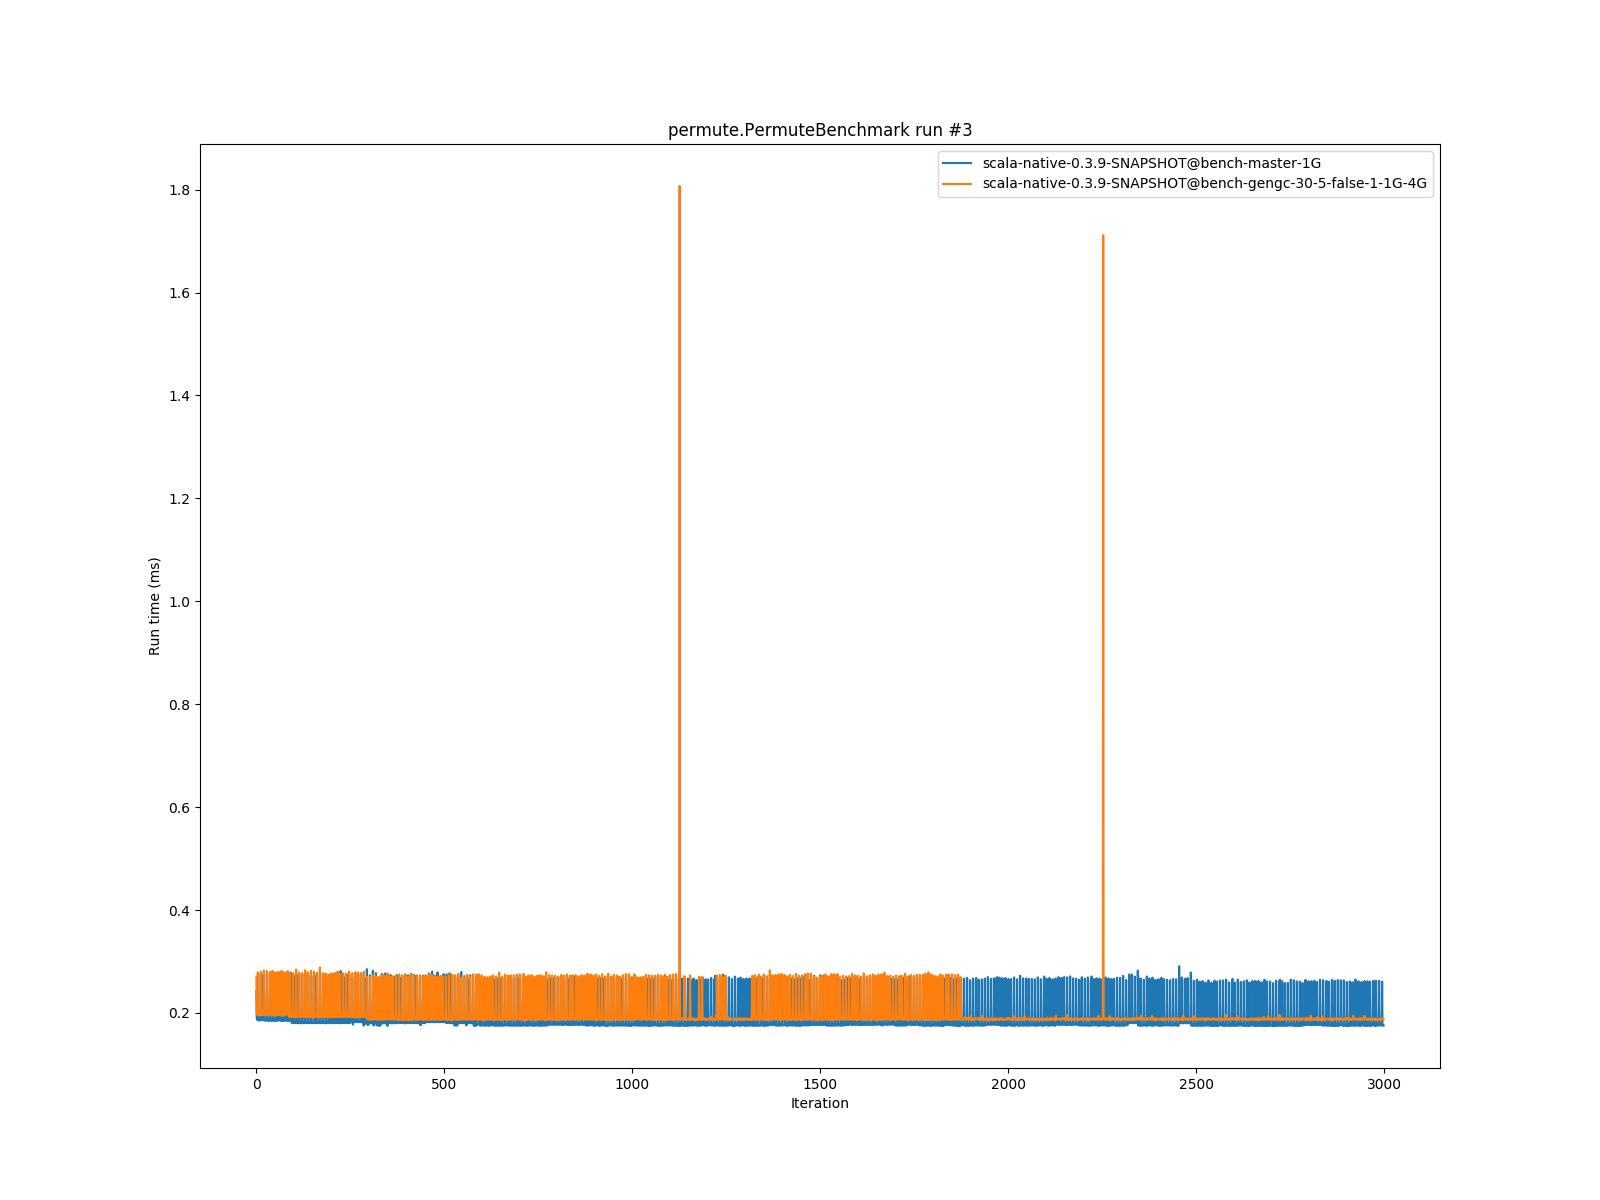 permute.PermuteBenchmark run #3
scala-native-0.3.9-SNAPSHOT@bench-master-1G
scala-native-0.3.9-SNAPSHOT@bench-gengc-30-5-false-1-1G-4G
1.8
1.6
1.4
1.2
1.0
0.8
0.6
0.4
0.2
Run time (ms)
0 500 1000 1500 2000 2500 3000
Iteration